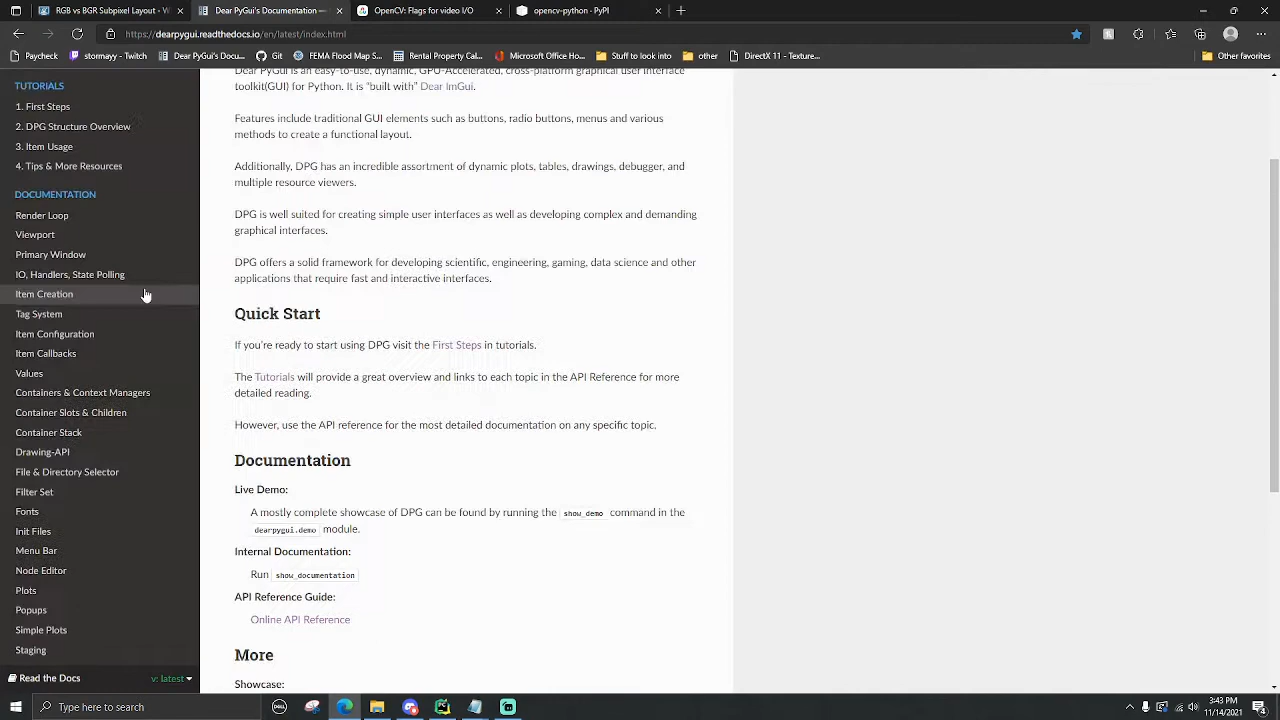 RGB vs BGR Subpixel Layout - W
Dear PyGui's Documentation —
OpenCV: Flags for video I/O
opencv-python · PyPI
https://dearpygui.readthedocs.io/en/latest/index.html
Paycheck
stormayy - Twitch
Dear PyGui's Docu...
Git
FEMA Flood Map S...
Rental Property Cal...
Microsoft Office Ho...
Stuff to look into
other
DirectX 11 - Texture...
Other favorites
TUTORIALS
1. First Steps
2. DPG Structure Overview
3. Item Usage
4. Tips & More Resources
DOCUMENTATION
Render Loop
Viewport
Primary Window
IO, Handlers, State Polling
Item Creation
Tag System
Item Configuration
Item Callbacks
Values
Containers & Context Managers
Container Slots & Children
Container Stack
Drawing-API
File & Directory Selector
Filter Set
Fonts
Init Files
Menu Bar
Node Editor
Plots
Popups
Simple Plots
Staging
Read the Docs
v: latest
Dear PyGui is an easy-to-use, dynamic, GPU-Accelerated, cross-platform graphical user interface
toolkit(GUI) for Python. It is “built with” Dear ImGui.
Features include traditional GUI elements such as buttons, radio buttons, menus and various
methods to create a functional layout.
Additionally, DPG has an incredible assortment of dynamic plots, tables, drawings, debugger, and
multiple resource viewers.
DPG is well suited for creating simple user interfaces as well as developing complex and demanding
graphical interfaces.
DPG offers a solid framework for developing scientific, engineering, gaming, data science and other
applications that require fast and interactive interfaces.
Quick Start
If you're ready to start using DPG visit the First Steps in tutorials.
The Tutorials will provide a great overview and links to each topic in the API Reference for more
detailed reading.
However, use the API reference for the most detailed documentation on any specific topic.
Documentation
Live Demo:
A mostly complete showcase of DPG can be found by running the show_demo command in the
dearpygui.demo module.
Internal Documentation:
Run show_documentation
API Reference Guide:
Online API Reference
More
Showcase:
Type here to search
3:43 PM
11/14/2021